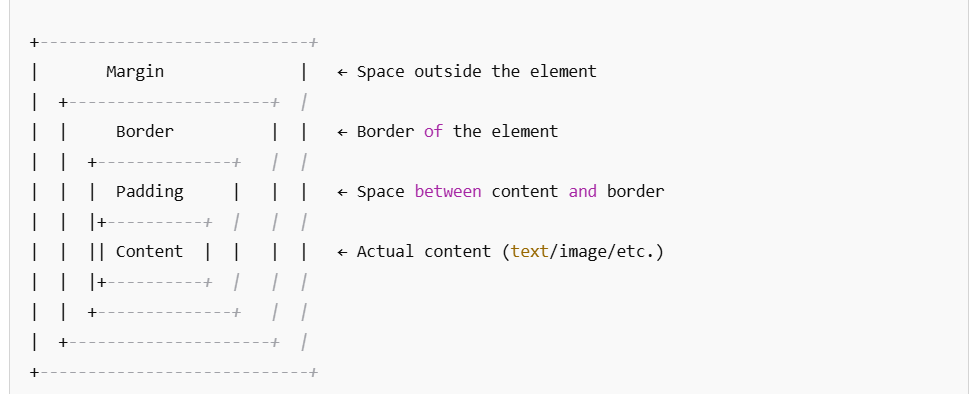 +----------------------------+
|       Margin              |   ← Space outside the element
|  +---------------------+  |
|  |     Border          |  |   ← Border of the element
|  |  +--------------+   |  |
|  |  |  Padding     |   |  |   ← Space between content and border
|  |  |+----------+  |   |  |
|  |  || Content  |  |   |  |   ← Actual content (text/image/etc.)
|  |  |+----------+  |   |  |
|  |  +--------------+   |  |
|  +---------------------+  |
+----------------------------+